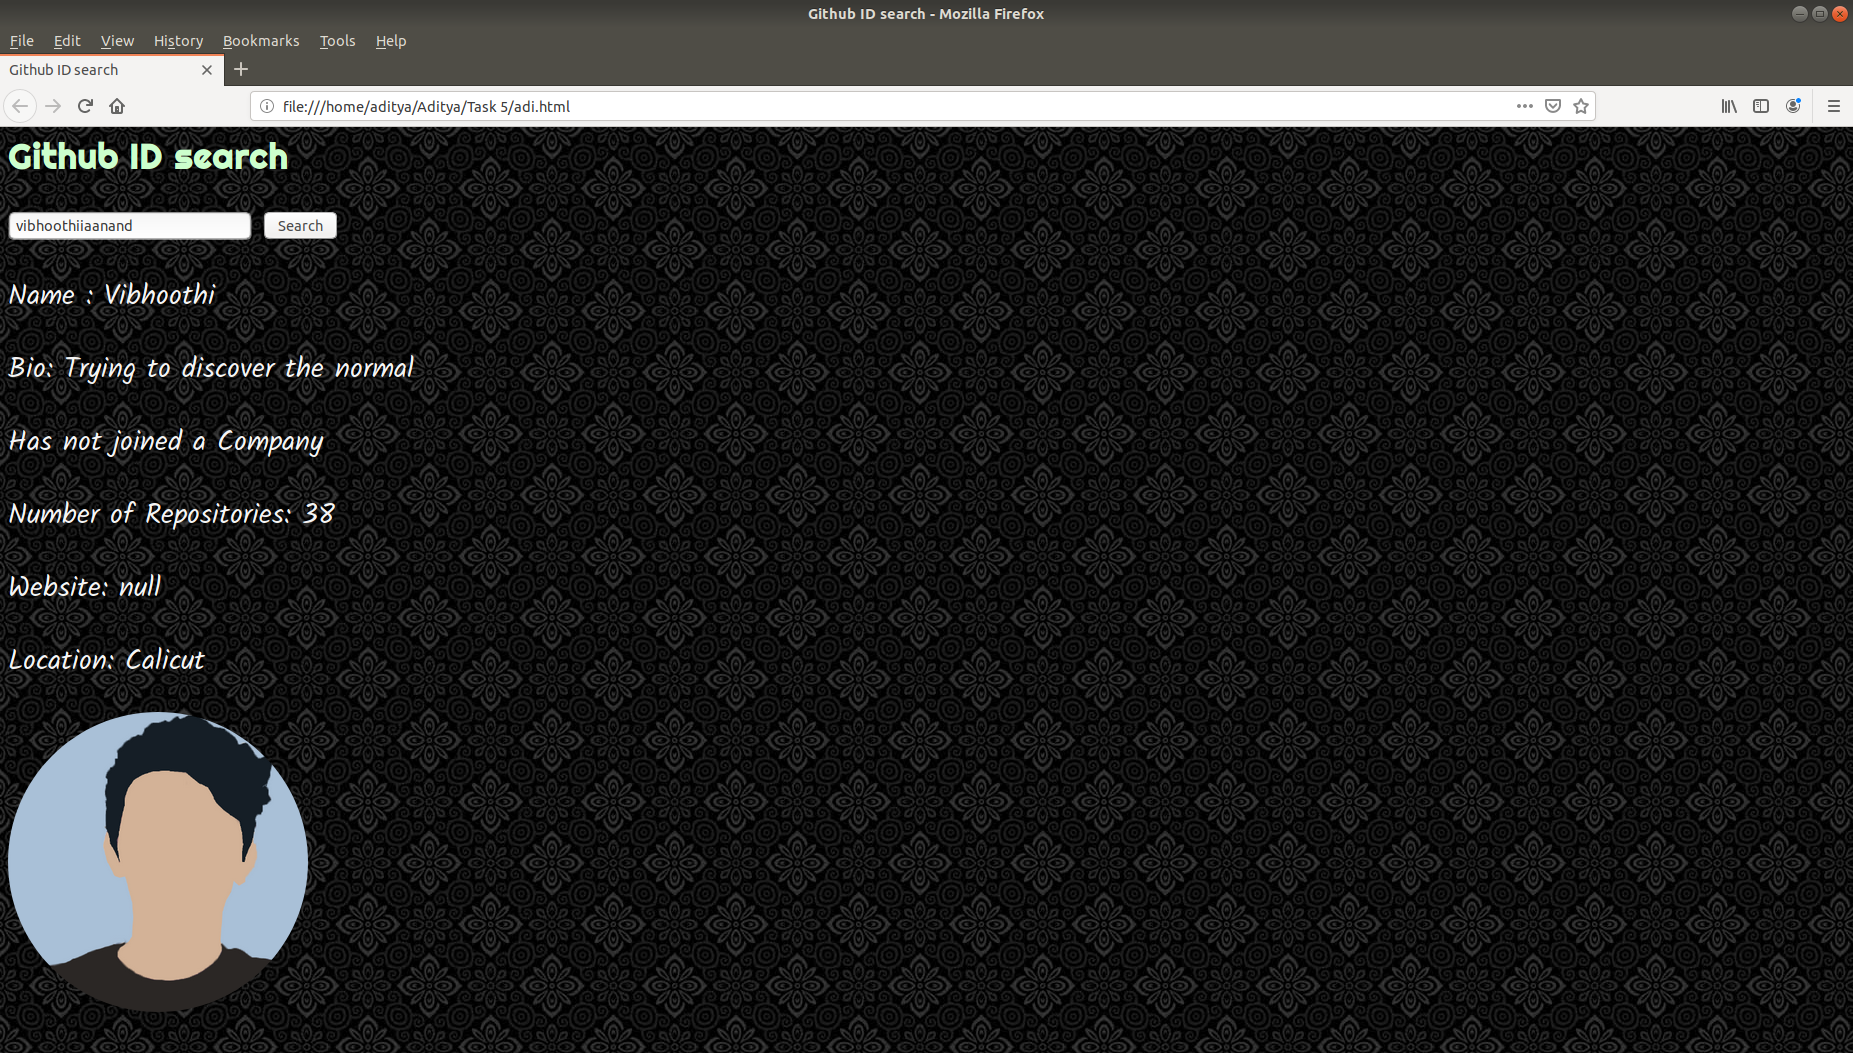 Github ID search - Mozilla Firefox
File Edit View History Bookmarks Tools Help
Github ID search
file:///home/aditya/Aditya/Task 5/adi.html
Github ID search
vibhoothiiaanand Search
Name : Vibhoothi
Bio: Trying to discover the normal
Has not joined a Company
Number of Repositories: 38
Website: null
Location: Calicut